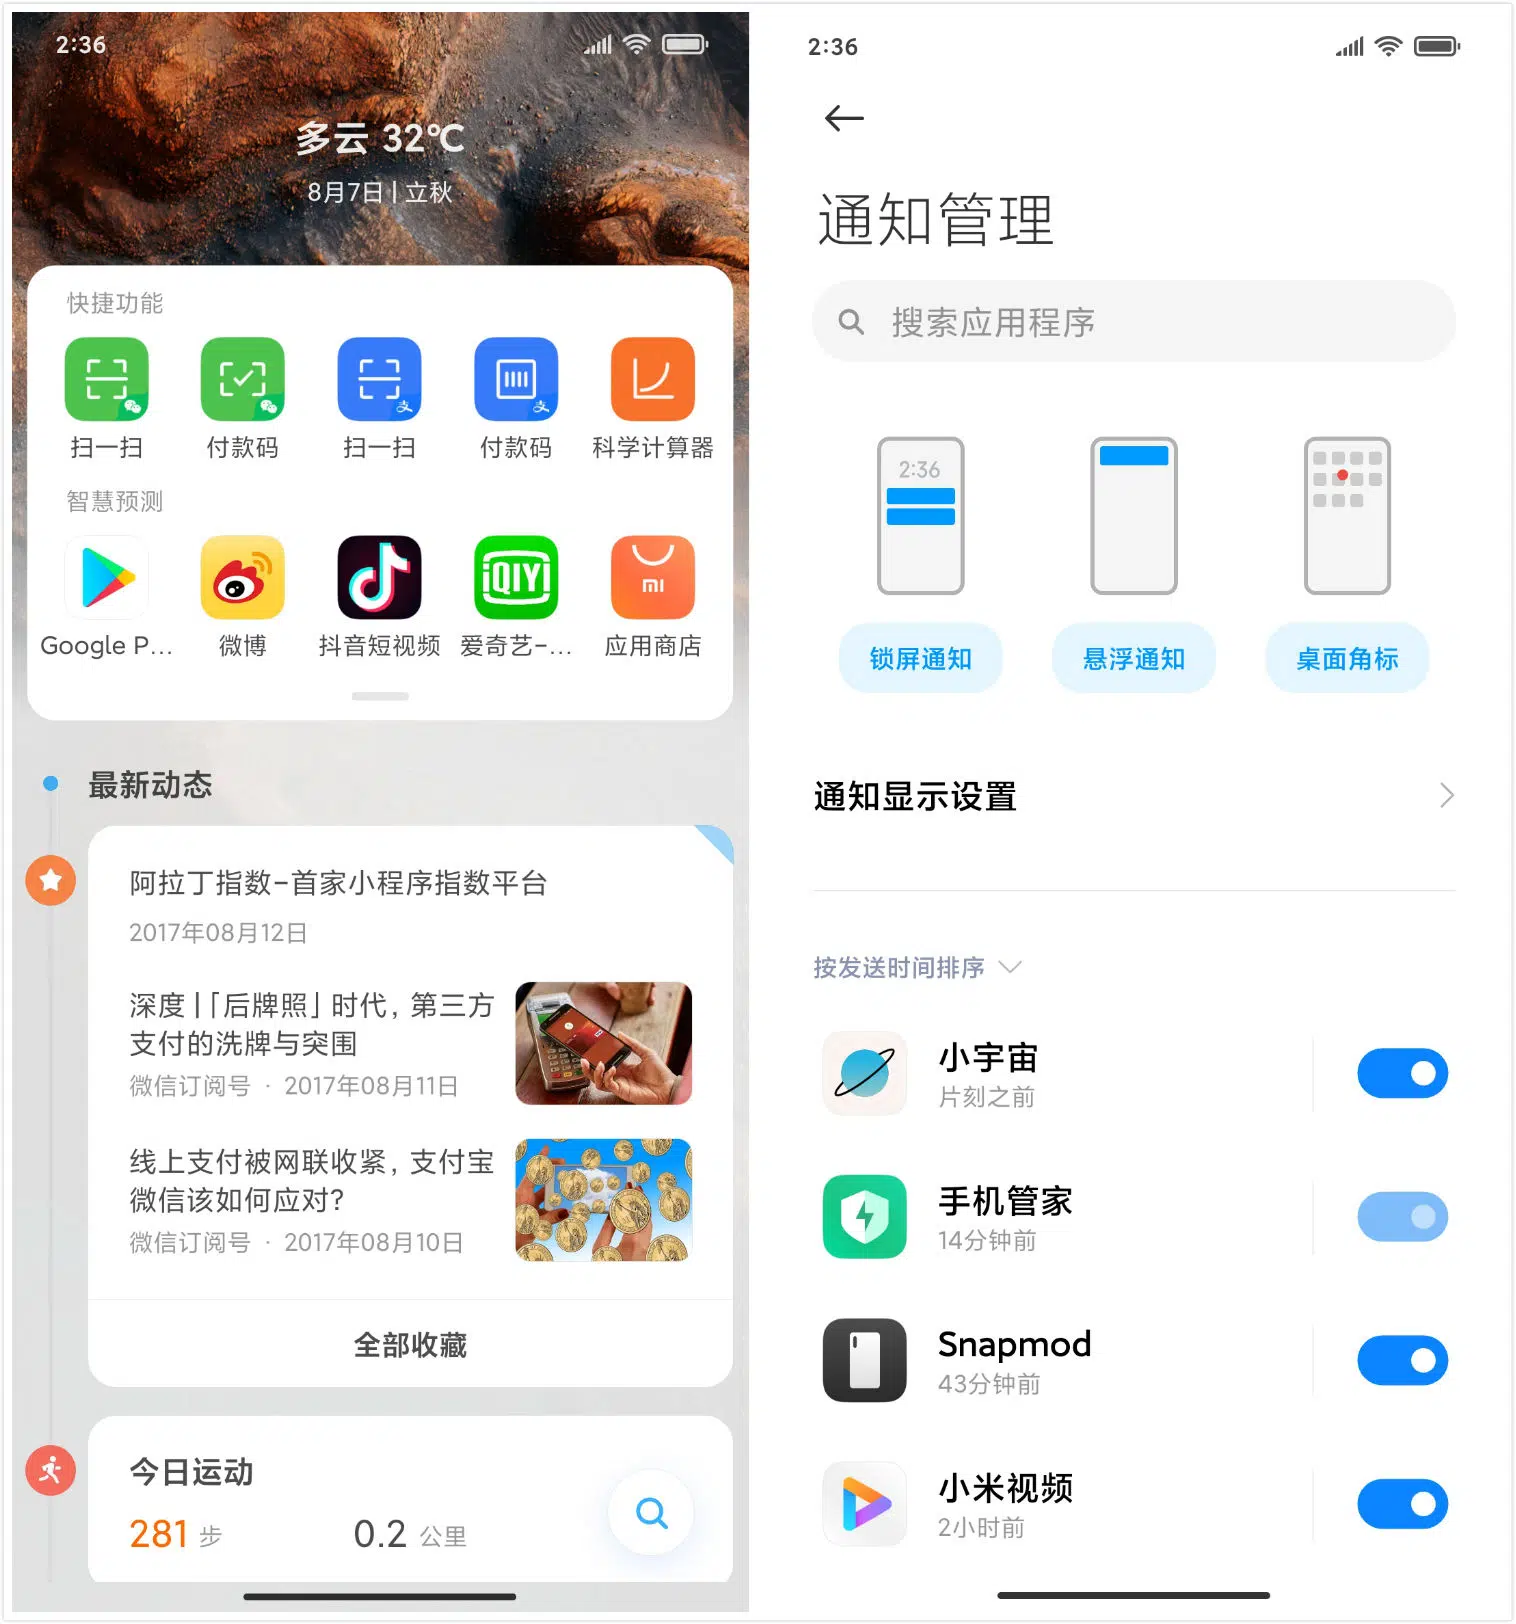 2:36
多云 32℃
8月7日 | 立秋
快捷功能
扫一扫
付款码
扫一扫
付款码
科学计算器
智慧预测
iQIYI
mi
Google P...
微博
抖音短视频
爱奇艺-...
应用商店
最新动态
阿拉丁指数-首家小程序指数平台
2017年08月12日
深度 | 「后牌照」时代，第三方
支付的洗牌与突围
微信订阅号 · 2017年08月11日
线上支付被网联收紧，支付宝
微信该如何应对？
微信订阅号 · 2017年08月10日
全部收藏
今日运动
281 步
0.2 公里
2:36
通知管理
搜索应用程序
2:36
锁屏通知
悬浮通知
桌面角标
通知显示设置
按发送时间排序
小宇宙
片刻之前
手机管家
14分钟前
Snapmod
43分钟前
小米视频
2小时前